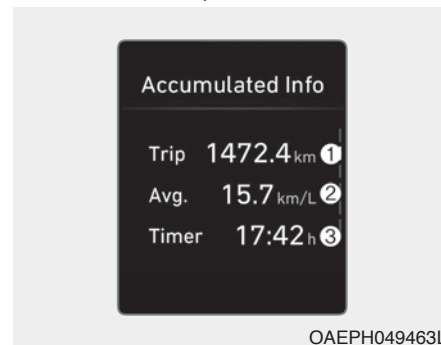 Accumulated Info
Trip 1472.4 km ①
Avg. 15.7 km/L ②
Timer 17:42 h ③
OAEPH049463L